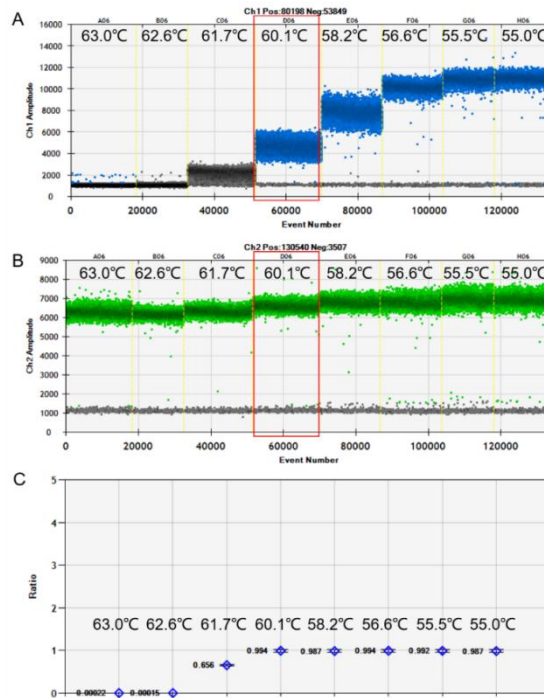 A
Ch1 Pos:80198 Neg:53849
A06 B06 C06 D06 E06 F06 G06 H06
63.0℃ 62.6℃ 61.7℃ 60.1℃ 58.2℃ 56.6℃ 55.5℃ 55.0℃
Ch1 Amplitude
16000
14000
12000
10000
8000
6000
4000
2000
0
0 20000 40000 60000 80000 100000 120000
Event Number
B
Ch2 Pos:130540 Neg:3507
A06 B06 C06 D06 E06 F06 G06 H06
63.0℃ 62.6℃ 61.7℃ 60.1℃ 58.2℃ 56.6℃ 55.5℃ 55.0℃
Ch2 Amplitude
9000
8000
7000
6000
5000
4000
3000
2000
1000
0
0 20000 40000 60000 80000 100000 120000
Event Number
C
Ratio
5
4
3
2
1
0
63.0℃ 62.6℃ 61.7℃ 60.1℃ 58.2℃ 56.6℃ 55.5℃ 55.0℃
0.00022 0.00015 0.656 0.994 0.987 0.994 0.992 0.987